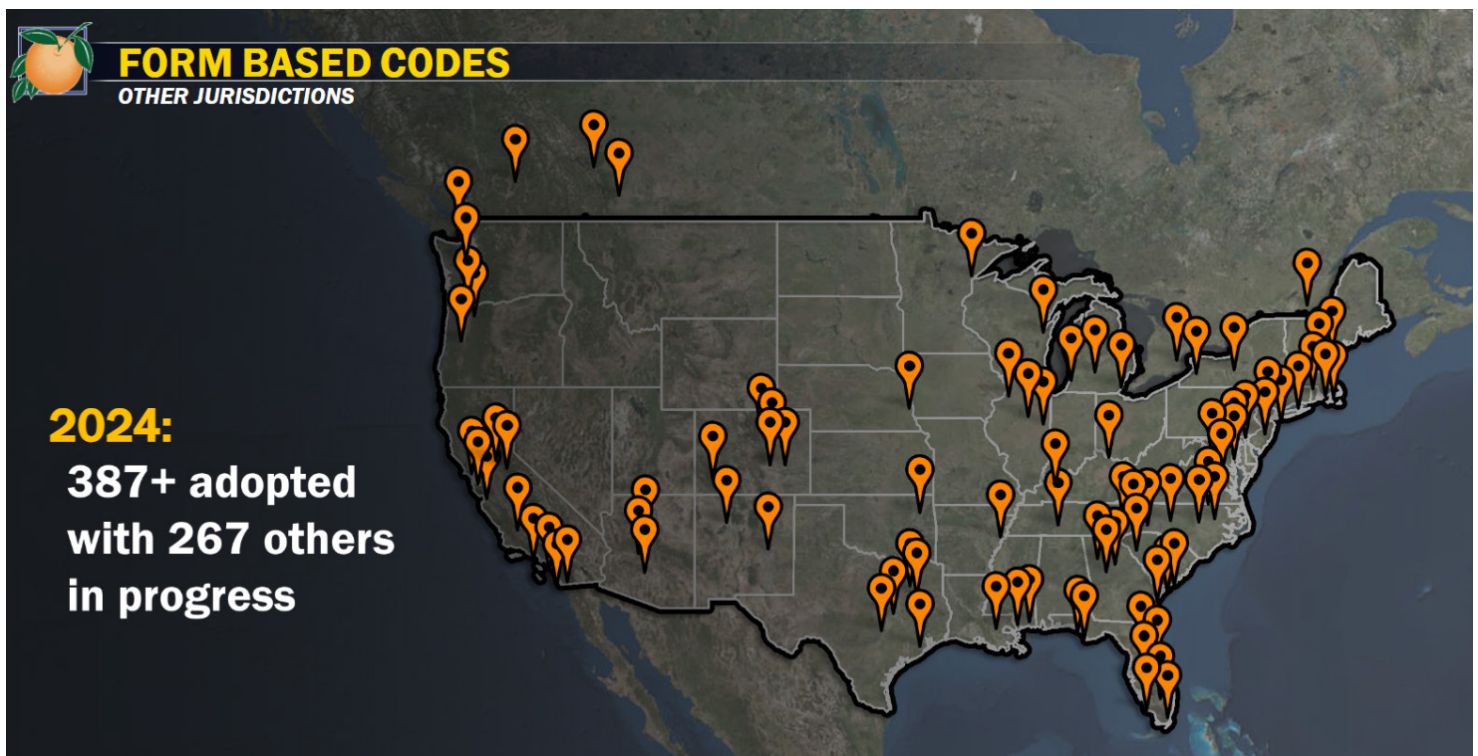 FORM BASED CODES
OTHER JURISDICTIONS
2024:
387+ adopted
with 267 others
in progress